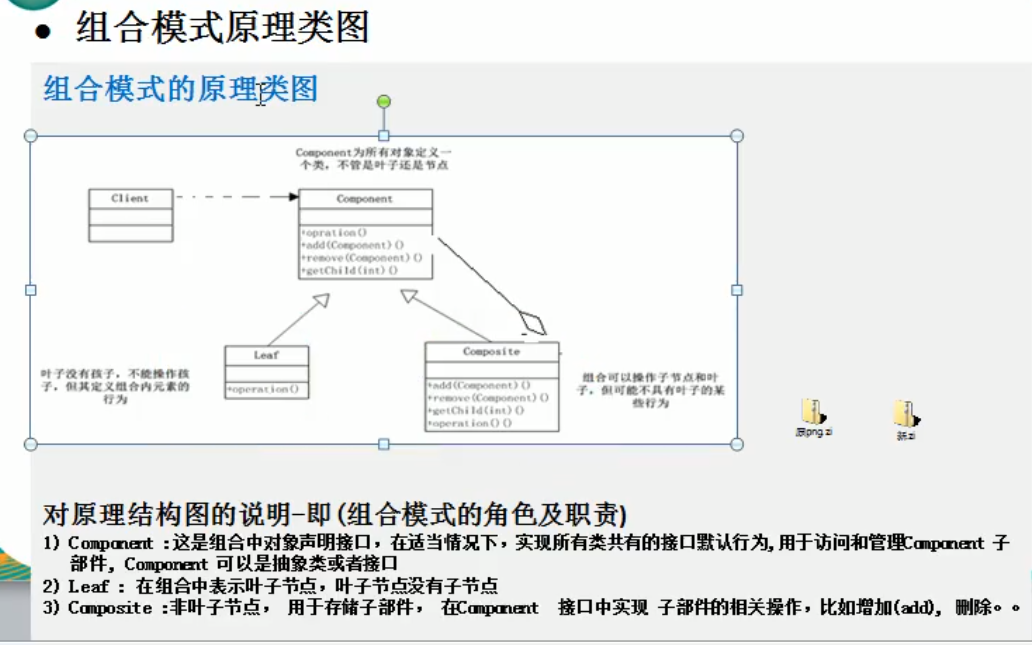 组合模式原理类图
组合模式的原理类图
Component为所有对象定义一
个类，不管是叶子还是节点
Client
Component
+opration()
+add(Component)()
+remove(Component)()
+getChild(int)()
Leaf
+operation()
Composite
+add(Component)()
+remove(Component)()
+getChild(int)()
+operation()()
叶子没有孩子，不能操作孩
子，但其定义组合内元素的
行为
组合可以操作子节点和叶
子，但可能不具有叶子的某
些行为
原png.zi
新.zi
对原理结构图的说明-即(组合模式的角色及职责)
1) Component :这是组合中对象声明接口，在适当情况下，实现所有类共有的接口默认行为,用于访问和管理Component 子
部件, Component 可以是抽象类或者接口
2) Leaf : 在组合中表示叶子节点，叶子节点没有子节点
3) Composite :非叶子节点， 用于存储子部件， 在Component 接口中实现 子部件的相关操作，比如增加(add), 删除。。